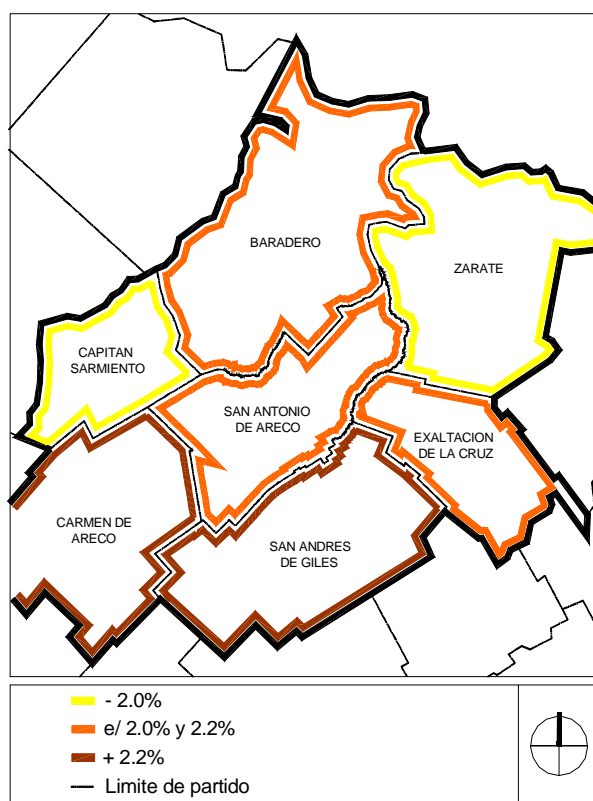 BARADERO
ZARATE
CAPITAN
SARMIENTO
SAN ANTONIO
DE ARECO
EXALTACION
DE LA CRUZ
CARMEN DE
ARECO
SAN ANDRES
DE GILES
- 2.0%
e/ 2.0% y 2.2%
+ 2.2%
Limite de partido